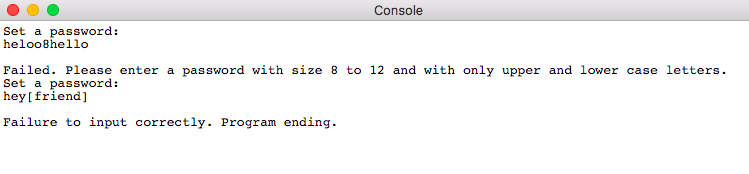 Console
Set a password:
heloo8hello
Failed. Please enter a password with size 8 to 12 and with only upper and lower case letters.
Set a password:
hey[friend]
Failure to input correctly. Program ending.